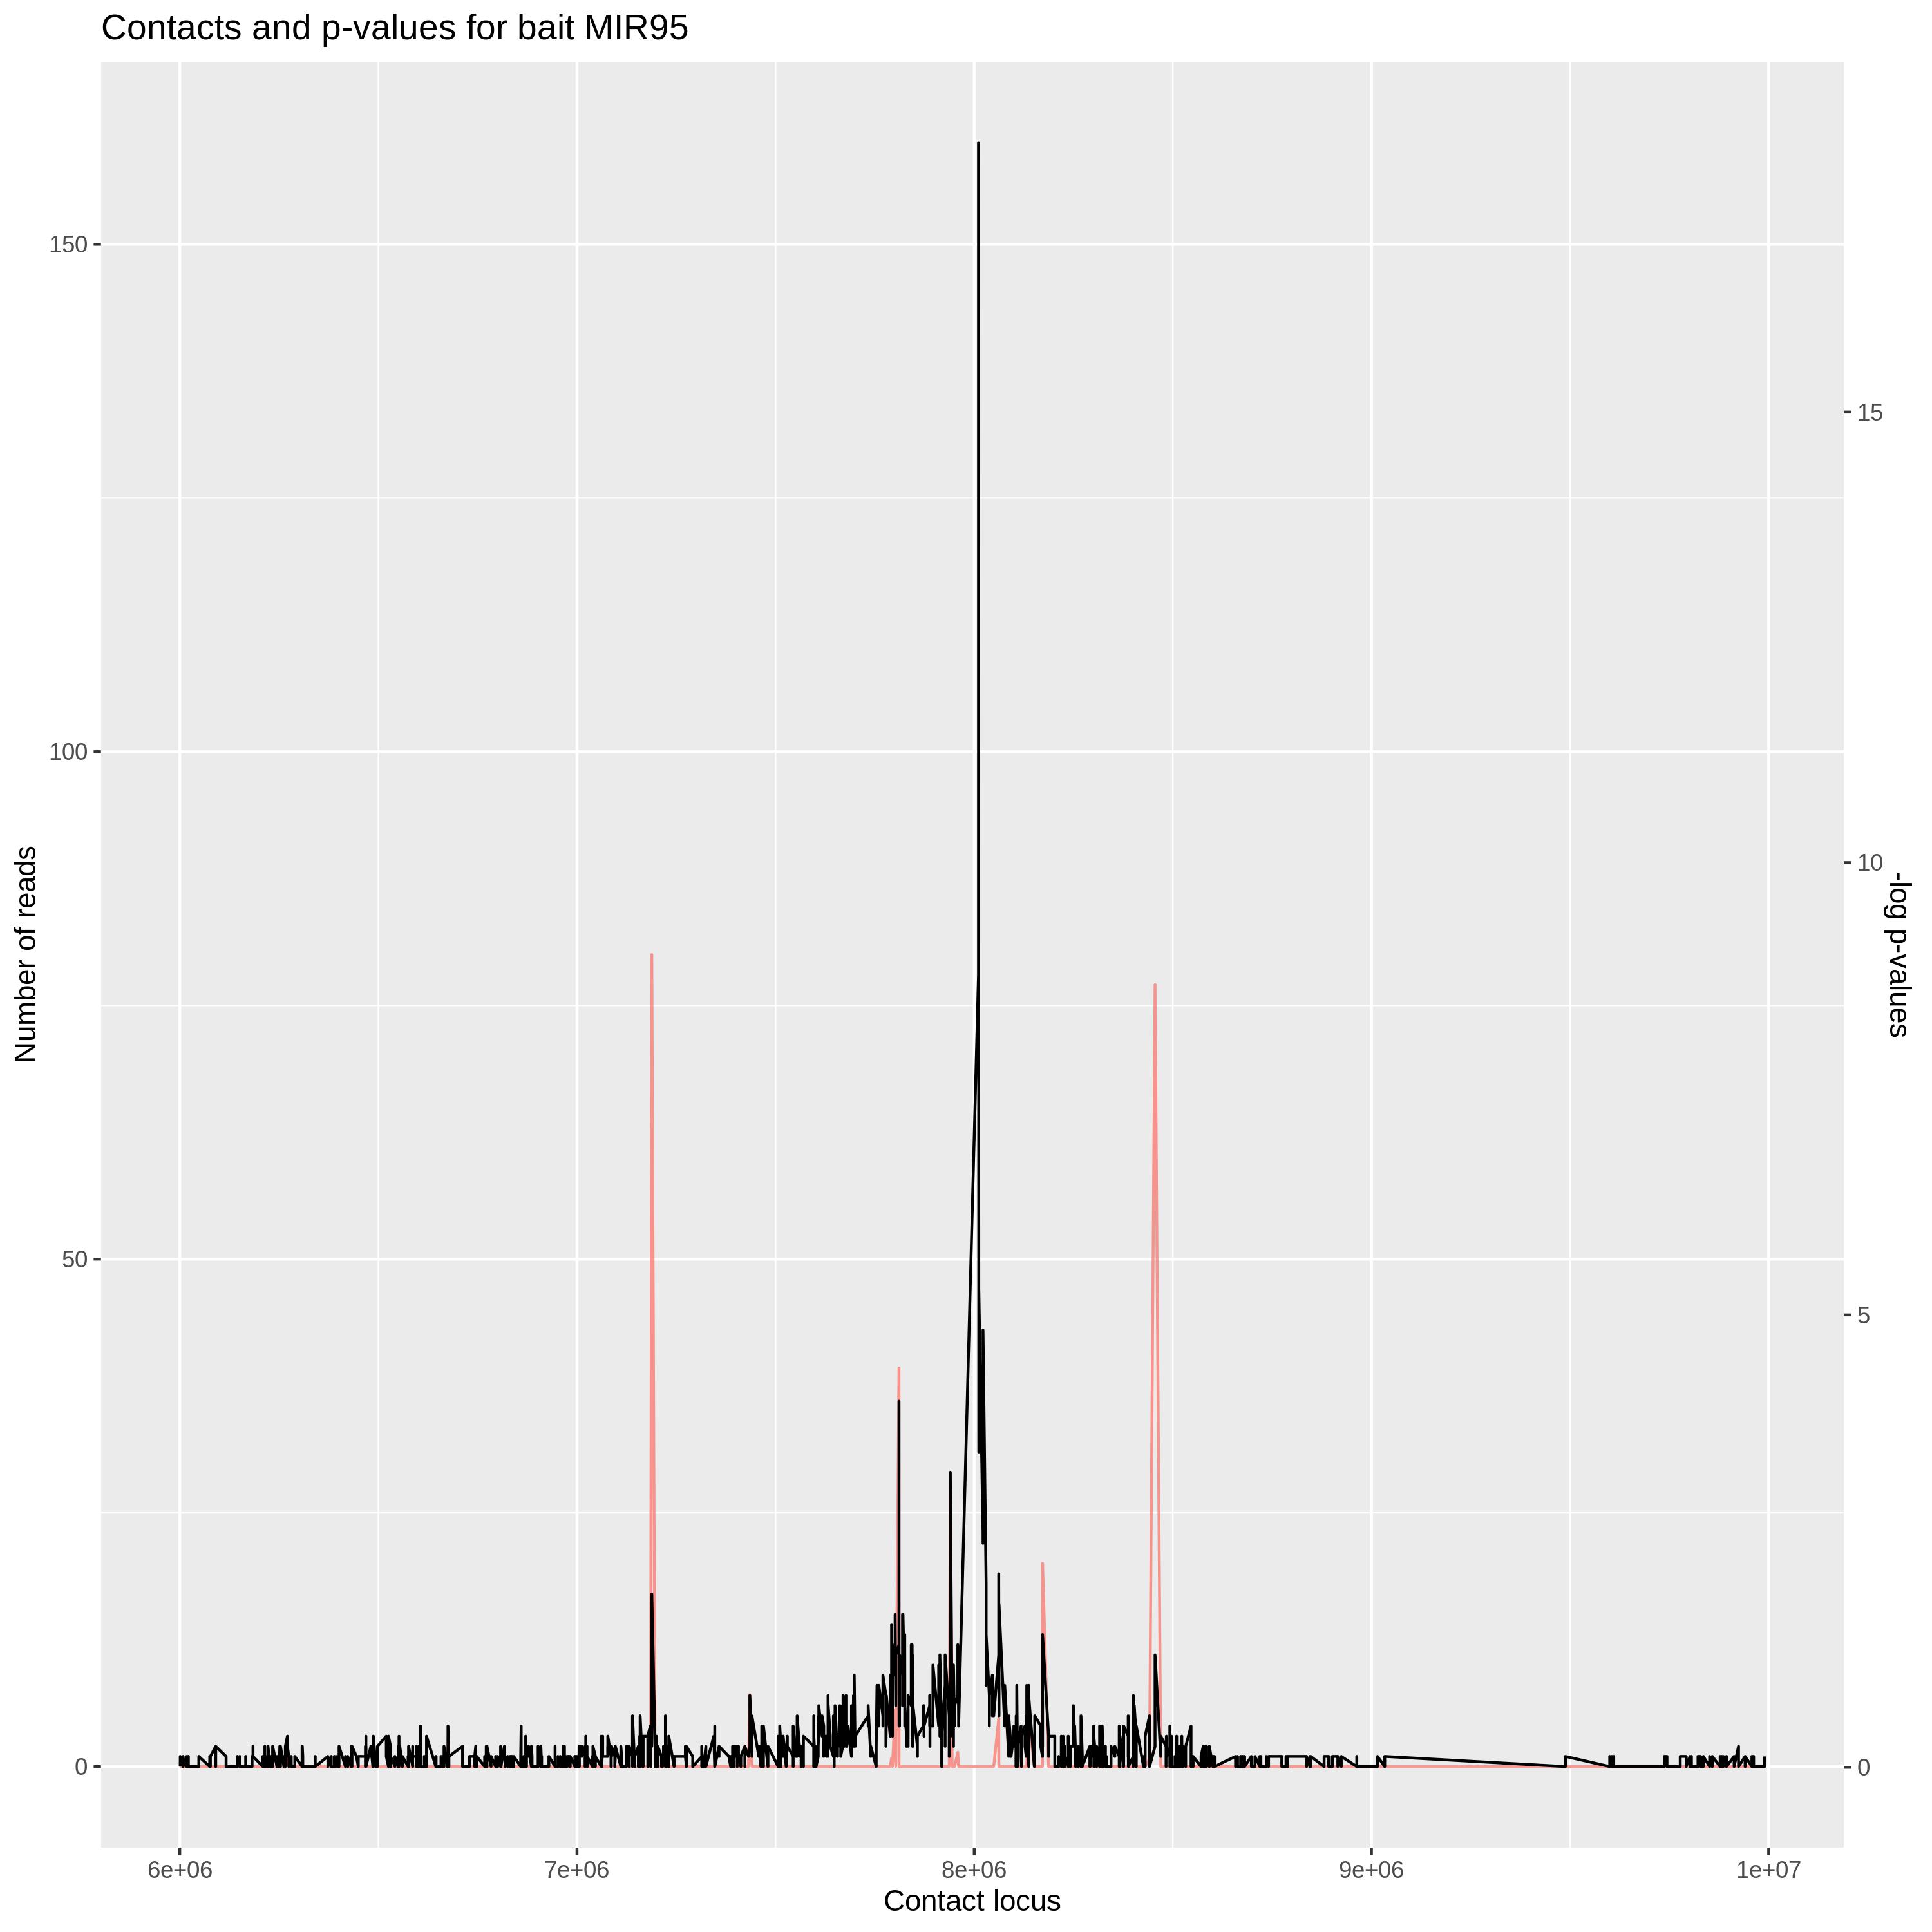 Contacts and p-values for bait MIR95
150
100
50
0
Number of reads
15
10
5
0
-log p-values
6e+06
7e+06
8e+06
9e+06
1e+07
Contact locus